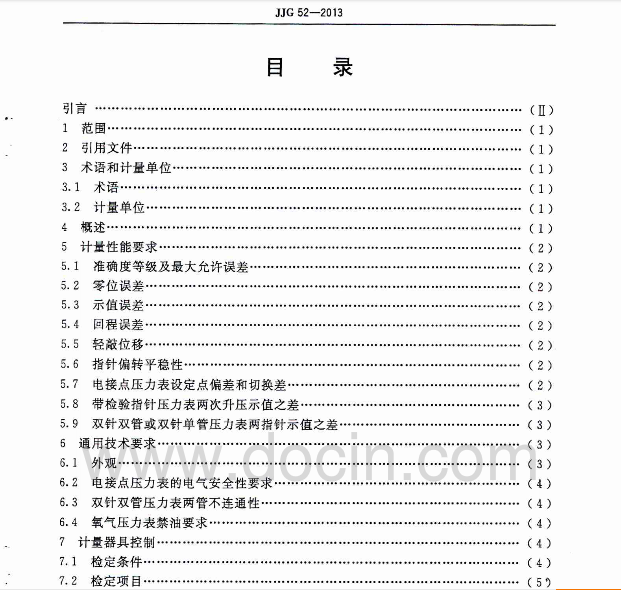 JJG 52—2013
目 录
引言 ……………………………………………………………… (Ⅱ)
1 范围……………………………………………………………… (1)
2 引用文件……………………………………………………………… (1)
3 术语和计量单位……………………………………………………………… (1)
3.1 术语……………………………………………………………… (1)
3.2 计量单位……………………………………………………………… (1)
4 概述……………………………………………………………… (1)
5 计量性能要求……………………………………………………………… (2)
5.1 准确度等级及最大允许误差……………………………………………………………… (2)
5.2 零位误差……………………………………………………………… (2)
5.3 示值误差……………………………………………………………… (2)
5.4 回程误差……………………………………………………………… (2)
5.5 轻敲位移……………………………………………………………… (2)
5.6 指针偏转平稳性……………………………………………………………… (2)
5.7 电接点压力表设定点偏差和切换差……………………………………………………………… (2)
5.8 带检验指针压力表两次升压示值之差……………………………………………………………… (3)
5.9 双针双管或双针单管压力表两指针示值之差……………………………………………………………… (3)
6 通用技术要求……………………………………………………………… (3)
www.docin.com
6.1 外观……………………………………………………………… (3)
6.2 电接点压力表的电气安全性要求……………………………………………………………… (4)
6.3 双针双管压力表两管不连通性……………………………………………………………… (4)
6.4 氧气压力表禁油要求……………………………………………………………… (4)
7 计量器具控制……………………………………………………………… (4)
7.1 检定条件……………………………………………………………… (4)
7.2 检定项目……………………………………………………………… (5)